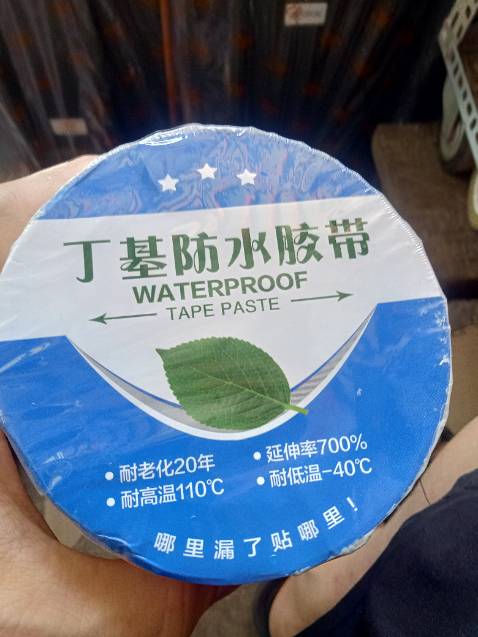 丁基防水胶带
WATERPROOF
TAPE PASTE
• 耐老化20年
• 延伸率700%
• 耐高温110℃
• 耐低温-40℃
哪里漏了贴哪里!